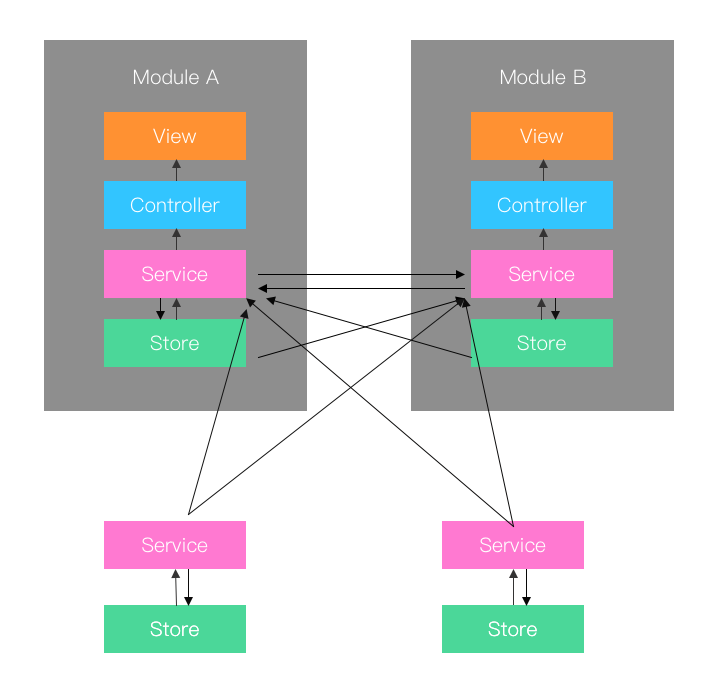 Module A
View
Controller
Service
Store
Module B
View
Controller
Service
Store
Service
Store
Service
Store